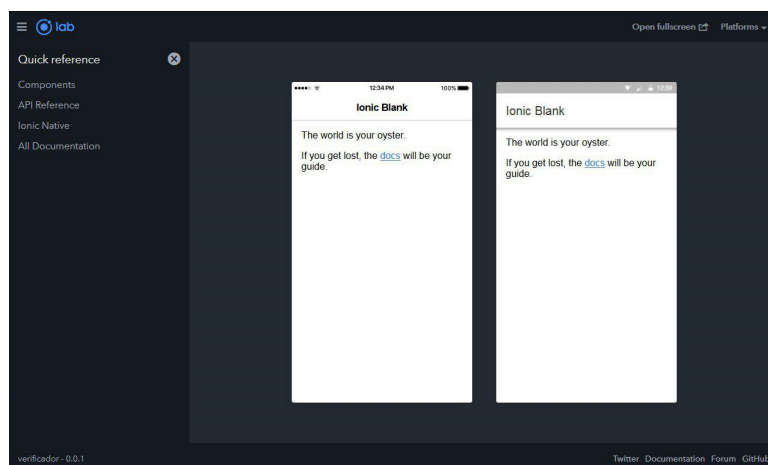 lab
Open fullscreen
Platforms
Quick reference
Components
API Reference
Ionic Native
All Documentation
12:34 PM
100%
Ionic Blank
The world is your oyster.
If you get lost, the docs will be your
guide.
12:30
Ionic Blank
The world is your oyster.
If you get lost, the docs will be your
guide.
verificador - 0.0.1
Twitter Documentation Forum GitHub